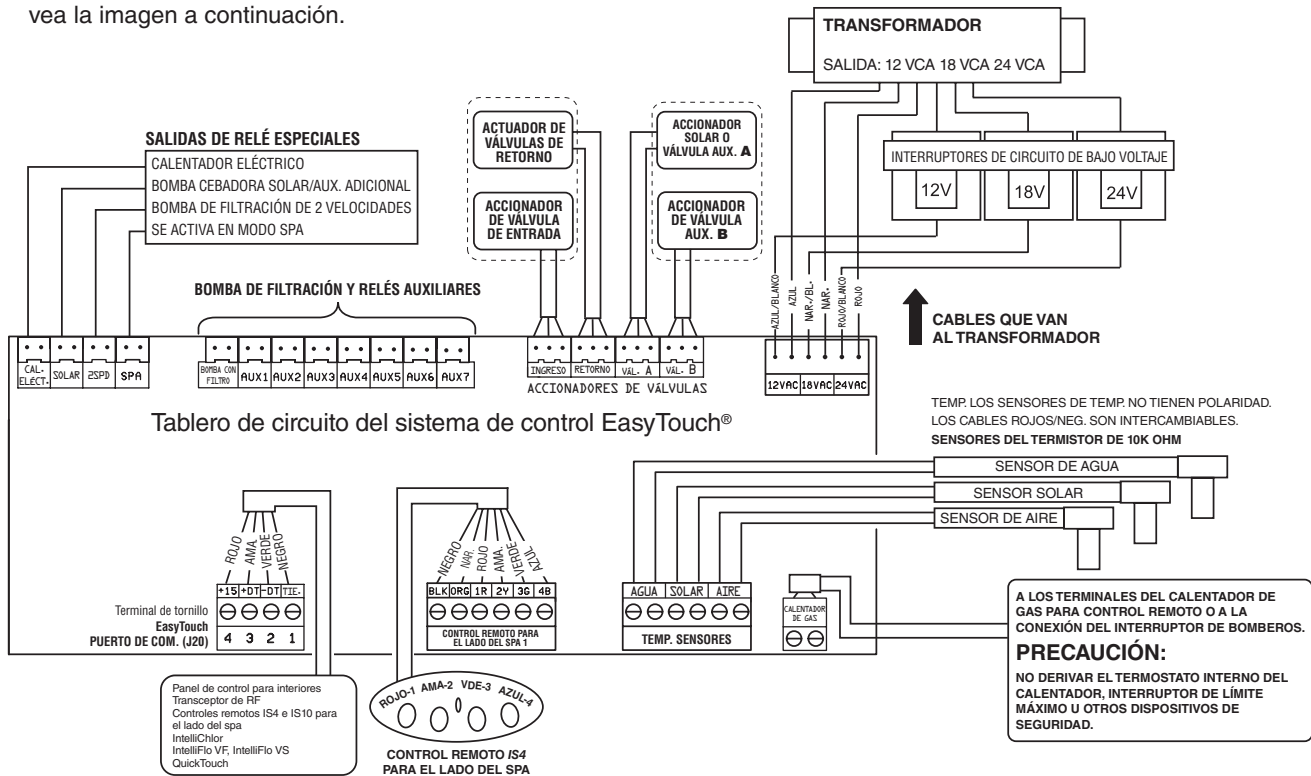 vea la imagen a continuación.
TRANSFORMADOR
SALIDA: 12 VCA 18 VCA 24 VCA
SALIDAS DE RELÉ ESPECIALES
CALENTADOR ELÉCTRICO
BOMBA CEBADORA SOLAR/AUX. ADICIONAL
BOMBA DE FILTRACIÓN DE 2 VELOCIDADES
SE ACTIVA EN MODO SPA
ACTUADOR DE
VÁLVULAS DE
RETORNO
ACCIONADOR
DE VÁLVULA
DE ENTRADA
ACCIONADOR
SOLAR O
VÁLVULA AUX. A
ACCIONADOR
DE VÁLVULA
AUX. B
INTERRUPTORES DE CIRCUITO DE BAJO VOLTAJE
12V
18V
24V
AZUL/BLANCO
AZUL
NAR./BL.
NAR.
ROJO/BLANCO
ROJO
CABLES QUE VAN
AL TRANSFORMADOR
BOMBA DE FILTRACIÓN Y RELÉS AUXILIARES
CAL.
ELÉCT.
SOLAR
2SPD
SPA
BOMBA CON
FILTRO
AUX1
AUX2
AUX3
AUX4
AUX5
AUX6
AUX7
INGRESO
RETORNO
VÁL. A
VÁL. B
ACCIONADORES DE VÁLVULAS
12VAC
18VAC
24VAC
Tablero de circuito del sistema de control EasyTouch®
TEMP. LOS SENSORES DE TEMP. NO TIENEN POLARIDAD.
LOS CABLES ROJOS/NEG. SON INTERCAMBIABLES.
SENSORES DEL TERMISTOR DE 10K OHM
SENSOR DE AGUA
SENSOR SOLAR
SENSOR DE AIRE
ROJO
AMA.
VERDE
NEGRO
+15
+DT
-DT
TIE.
Terminal de tornillo
EasyTouch
PUERTO DE COM. (J20)
4 3 2 1
NEGRO
NAR.
ROJO
AMA.
VERDE
AZUL
BLK
ORG
1R
2Y
3G
4B
CONTROL REMOTO PARA
EL LADO DEL SPA 1
AGUA
SOLAR
AIRE
TEMP. SENSORES
CALENTADOR
DE GAS
A LOS TERMINALES DEL CALENTADOR DE
GAS PARA CONTROL REMOTO O A LA
CONEXIÓN DEL INTERRUPTOR DE BOMBEROS.
PRECAUCIÓN:
NO DERIVAR EL TERMOSTATO INTERNO DEL
CALENTADOR, INTERRUPTOR DE LÍMITE
MÁXIMO U OTROS DISPOSITIVOS DE
SEGURIDAD.
Panel de control para interiores
Transceptor de RF
Controles remotos IS4 e IS10 para
el lado del spa
IntelliChlor
IntelliFlo VF, IntelliFlo VS
QuickTouch
ROJO-1
AMA-2
VDE-3
AZUL-4
CONTROL REMOTO IS4
PARA EL LADO DEL SPA